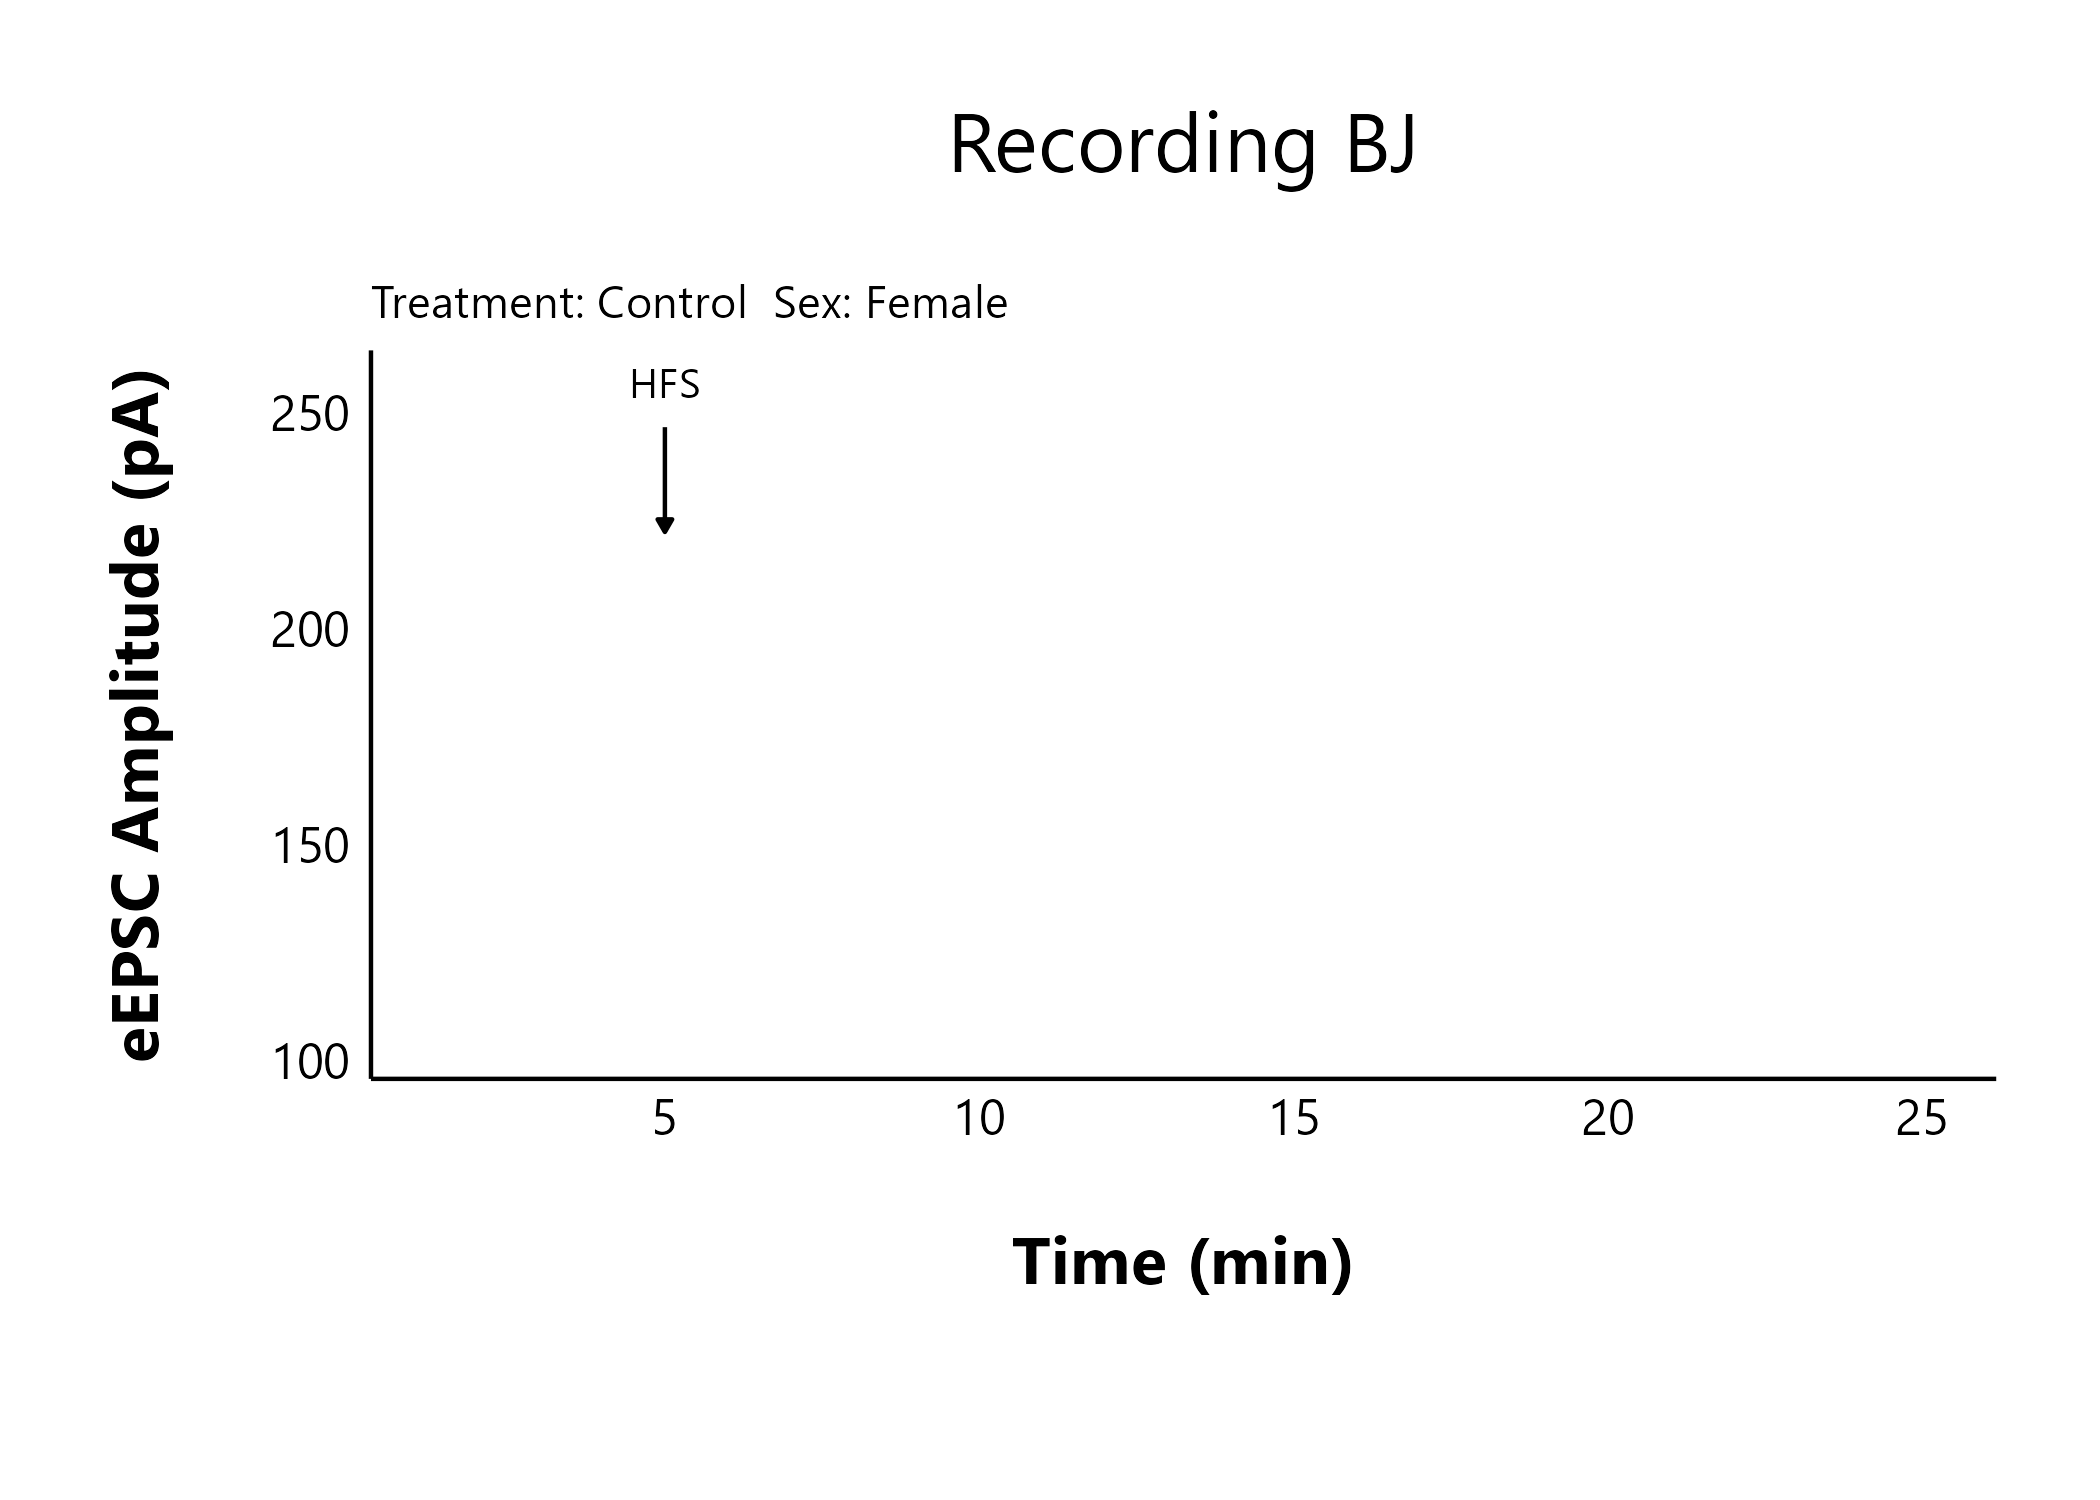 Recording BJ
Treatment: Control  Sex: Female
HFS
eEPSC Amplitude (pA)
250
200
150
100
5 10 15 20 25
Time (min)